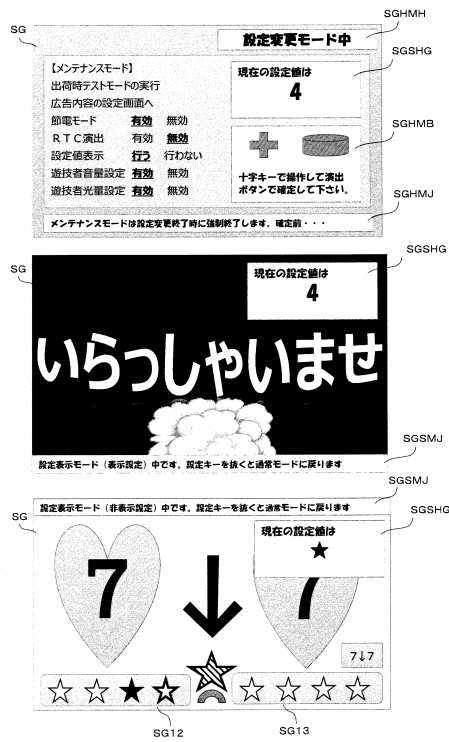 SG
設定変更モード中
SGHMH
【メンテナンスモード】
出荷時テストモードの実行
広告内容の設定画面へ
節電モード 有効 無効
RTC演出 有効 無効
設定値表示 行う 行わない
遊技者音量設定 有効 無効
遊技者光量設定 有効 無効
現在の設定値は
4
SGSHG
十字キーで操作して演出
ボタンで確定して下さい。
SGHMB
メンテナンスモードは設定変更終了時に強制終了します。確定前・・・
SGHMJ
SG
現在の設定値は
4
SGSHG
いらっしゃいませ
設定表示モード(表示設定)中です。設定キーを抜くと通常モードに戻ります
SGSMJ
設定表示モード(非表示設定)中です。設定キーを抜くと通常モードに戻ります
SGSMJ
SG
現在の設定値は
★
SGSHG
7
↓
7
7↓7
☆ ☆ ★ ☆
☆ ☆ ☆ ☆
SG12
SG13